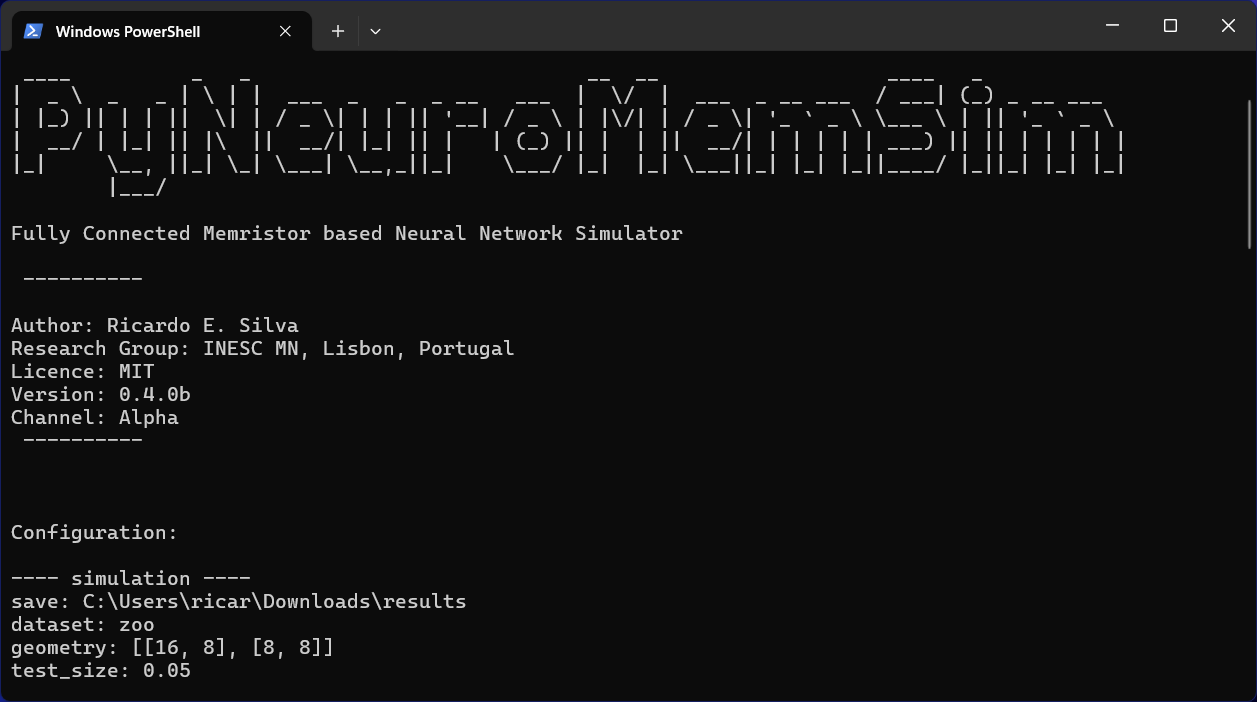 Windows PowerShell
PyNeuroMemSim
Fully Connected Memristor based Neural Network Simulator
----------
Author: Ricardo E. Silva
Research Group: INESC MN, Lisbon, Portugal
Licence: MIT
Version: 0.4.0b
Channel: Alpha
----------
Configuration:
---- simulation ----
save: C:\Users\ricar\Downloads\results
dataset: zoo
geometry: [[16, 8], [8, 8]]
test_size: 0.05